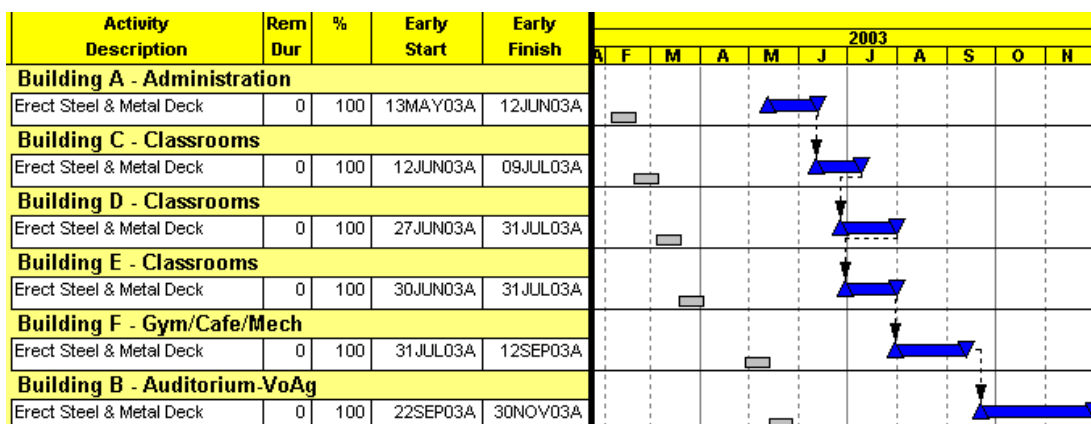 Activity Rem % Early Early
Description Dur Start Finish
2003
A F M A M J J A S O N
Building A - Administration
Erect Steel & Metal Deck 0 100 13MAY03A 12JUN03A
Building C - Classrooms
Erect Steel & Metal Deck 0 100 12JUN03A 09JUL03A
Building D - Classrooms
Erect Steel & Metal Deck 0 100 27JUN03A 31JUL03A
Building E - Classrooms
Erect Steel & Metal Deck 0 100 30JUN03A 31JUL03A
Building F - Gym/Cafe/Mech
Erect Steel & Metal Deck 0 100 31JUL03A 12SEP03A
Building B - Auditorium-VoAg
Erect Steel & Metal Deck 0 100 22SEP03A 30NOV03A